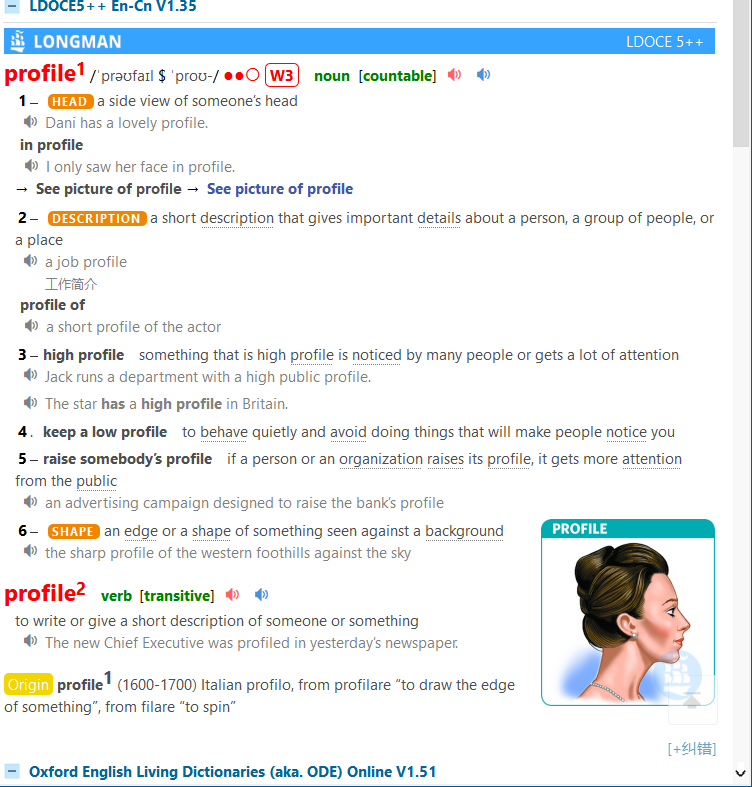 LDOCE5++ En-Cn V1.35
LONGMAN LDOCE 5++
profile1 /ˈprəʊfaɪl $ ˈproʊ-/ ●●○ W3 noun [countable]
1 – HEAD a side view of someone’s head
Dani has a lovely profile.
in profile
I only saw her face in profile.
→ See picture of profile → See picture of profile
2 – DESCRIPTION a short description that gives important details about a person, a group of people, or
a place
a job profile
工作简介
profile of
a short profile of the actor
3 – high profile something that is high profile is noticed by many people or gets a lot of attention
Jack runs a department with a high public profile.
The star has a high profile in Britain.
4 . keep a low profile to behave quietly and avoid doing things that will make people notice you
5 – raise somebody’s profile if a person or an organization raises its profile, it gets more attention
from the public
an advertising campaign designed to raise the bank’s profile
6 – SHAPE an edge or a shape of something seen against a background
the sharp profile of the western foothills against the sky
PROFILE
profile2 verb [transitive]
to write or give a short description of someone or something
The new Chief Executive was profiled in yesterday’s newspaper.
Origin profile1 (1600-1700) Italian profilo, from profilare “to draw the edge
of something”, from filare “to spin”
[+纠错]
Oxford English Living Dictionaries (aka. ODE) Online V1.51